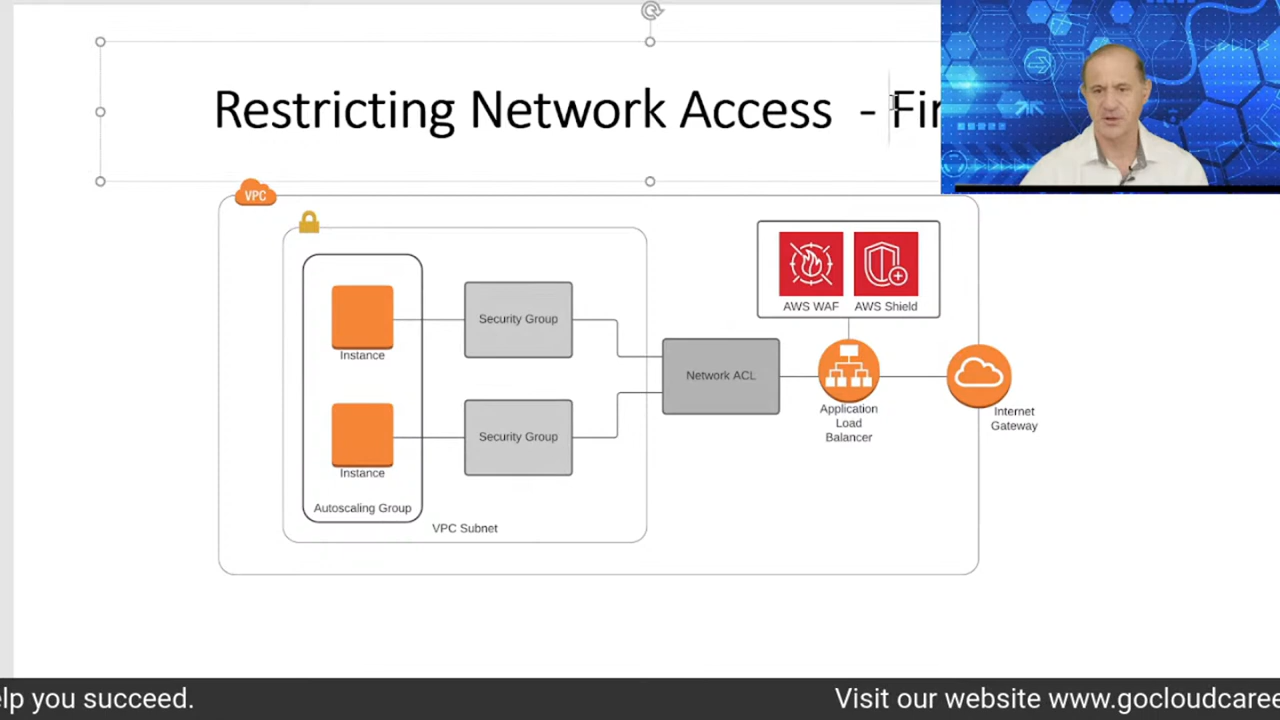 Restricting Network Access - Fir
VPC
AWS WAF AWS Shield
Security Group
Instance
Network ACL
Application
Load
Balancer
Internet
Gateway
Security Group
Instance
Autoscaling Group
VPC Subnet
elp you succeed. Visit our website www.gocloudcaree